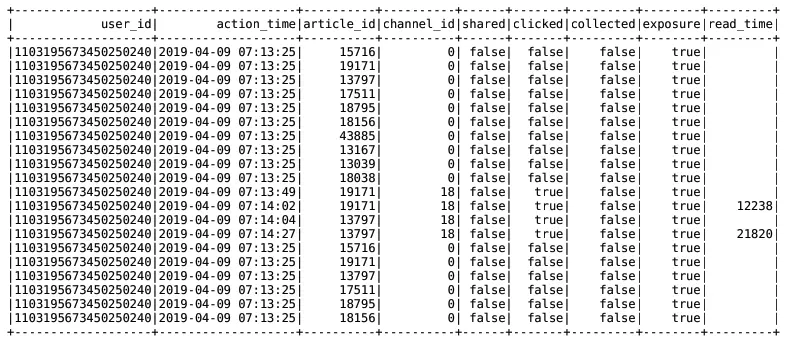 +-------------------+-------------------+----------+----------+------+-------+---------+--------+---------+
|            user_id|        action_time|article_id|channel_id|shared|clicked|collected|exposure|read_time|
+-------------------+-------------------+----------+----------+------+-------+---------+--------+---------+
|1103195673450250240|2019-04-09 07:13:25|     15716|         0| false|  false|    false|    true|         |
|1103195673450250240|2019-04-09 07:13:25|     19171|         0| false|  false|    false|    true|         |
|1103195673450250240|2019-04-09 07:13:25|     13797|         0| false|  false|    false|    true|         |
|1103195673450250240|2019-04-09 07:13:25|     17511|         0| false|  false|    false|    true|         |
|1103195673450250240|2019-04-09 07:13:25|     18795|         0| false|  false|    false|    true|         |
|1103195673450250240|2019-04-09 07:13:25|     18156|         0| false|  false|    false|    true|         |
|1103195673450250240|2019-04-09 07:13:25|     43885|         0| false|  false|    false|    true|         |
|1103195673450250240|2019-04-09 07:13:25|     13167|         0| false|  false|    false|    true|         |
|1103195673450250240|2019-04-09 07:13:25|     13039|         0| false|  false|    false|    true|         |
|1103195673450250240|2019-04-09 07:13:25|     18038|         0| false|  false|    false|    true|         |
|1103195673450250240|2019-04-09 07:13:49|     19171|        18| false|   true|    false|    true|         |
|1103195673450250240|2019-04-09 07:14:02|     19171|        18| false|   true|    false|    true|    12238|
|1103195673450250240|2019-04-09 07:14:04|     13797|        18| false|   true|    false|    true|         |
|1103195673450250240|2019-04-09 07:14:27|     13797|        18| false|   true|    false|    true|    21820|
|1103195673450250240|2019-04-09 07:13:25|     15716|         0| false|  false|    false|    true|         |
|1103195673450250240|2019-04-09 07:13:25|     19171|         0| false|  false|    false|    true|         |
|1103195673450250240|2019-04-09 07:13:25|     13797|         0| false|  false|    false|    true|         |
|1103195673450250240|2019-04-09 07:13:25|     17511|         0| false|  false|    false|    true|         |
|1103195673450250240|2019-04-09 07:13:25|     18795|         0| false|  false|    false|    true|         |
|1103195673450250240|2019-04-09 07:13:25|     18156|         0| false|  false|    false|    true|         |
+-------------------+-------------------+----------+----------+------+-------+---------+--------+---------+